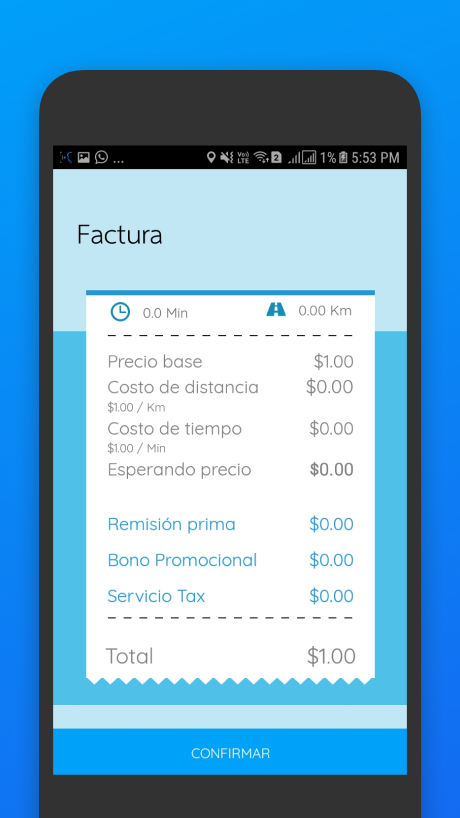 ... Vo)) LTE 2 1% 5:53 PM
Factura
0.0 Min 0.00 Km
Precio base $1.00
Costo de distancia $0.00
$1.00 / Km
Costo de tiempo $0.00
$1.00 / Min
Esperando precio $0.00
Remisión prima $0.00
Bono Promocional $0.00
Servicio Tax $0.00
Total $1.00
CONFIRMAR